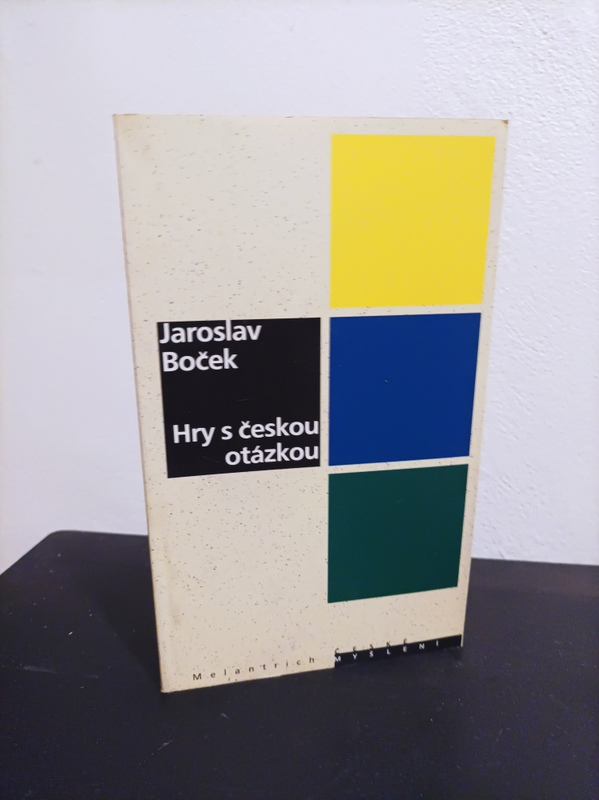 Jaroslav
Boček
Hry s českou
otázkou
Melantrich
ČESKÉ
MYŠLENÍ